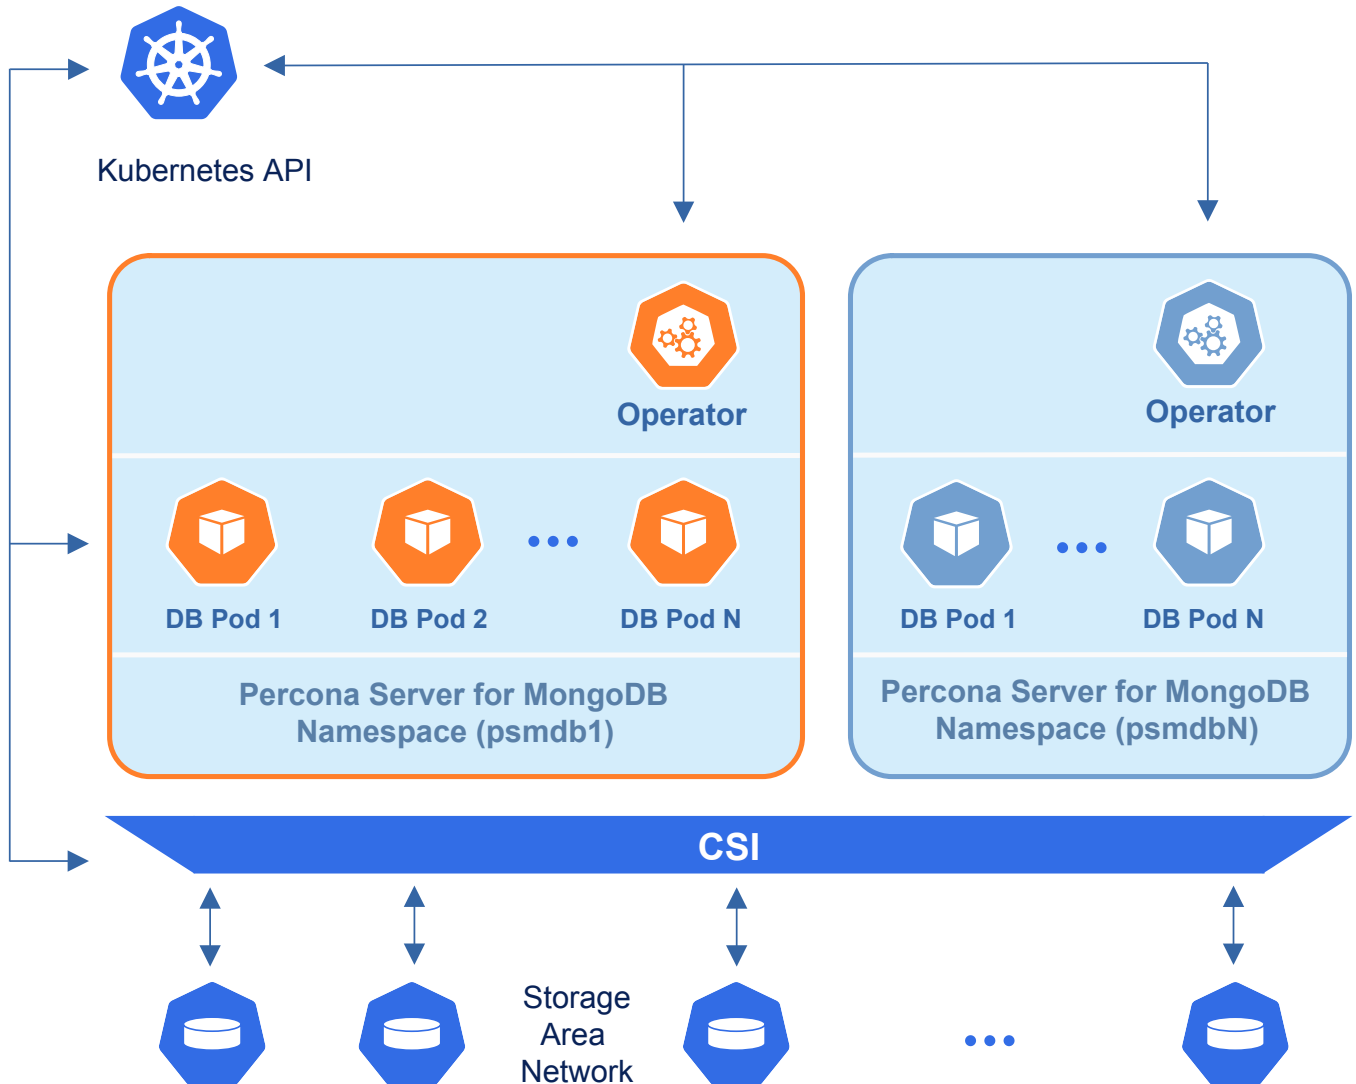 Kubernetes API
Operator
Operator
DB Pod 1
DB Pod 2
DB Pod N
DB Pod 1
DB Pod N
Percona Server for MongoDB
Namespace (psmdb1)
Percona Server for MongoDB
Namespace (psmdbN)
CSI
Storage
Area
Network